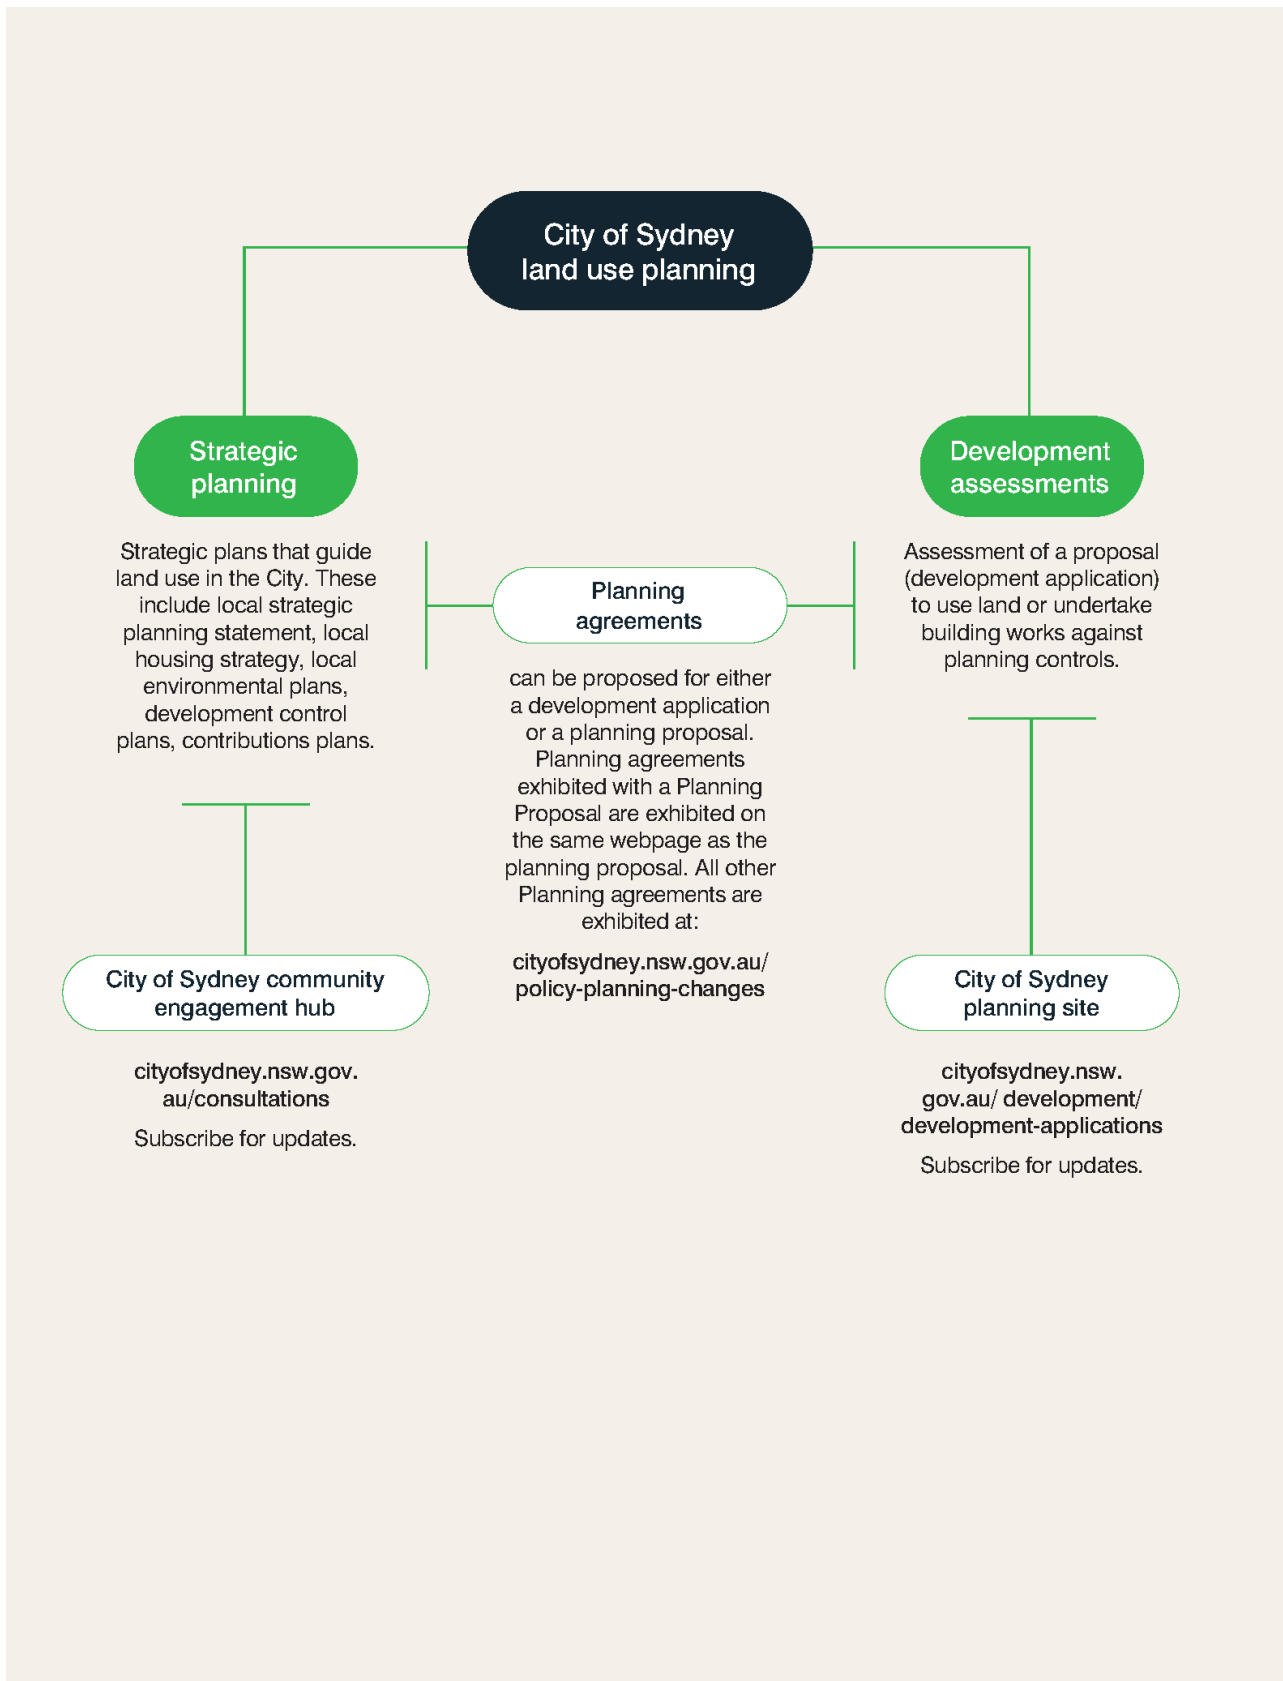 City of Sydney
land use planning
Strategic
planning
Strategic plans that guide
land use in the City. These
include local strategic
planning statement, local
housing strategy, local
environmental plans,
development control
plans, contributions plans.
City of Sydney community
engagement hub
cityofsydney.nsw.gov.
au/consultations
Subscribe for updates.
Planning
agreements
can be proposed for either
a development application
or a planning proposal.
Planning agreements
exhibited with a Planning
Proposal are exhibited on
the same webpage as the
planning proposal. All other
Planning agreements are
exhibited at:
cityofsydney.nsw.gov.au/
policy-planning-changes
Development
assessments
Assessment of a proposal
(development application)
to use land or undertake
building works against
planning controls.
City of Sydney
planning site
cityofsydney.nsw.
gov.au/ development/
development-applications
Subscribe for updates.